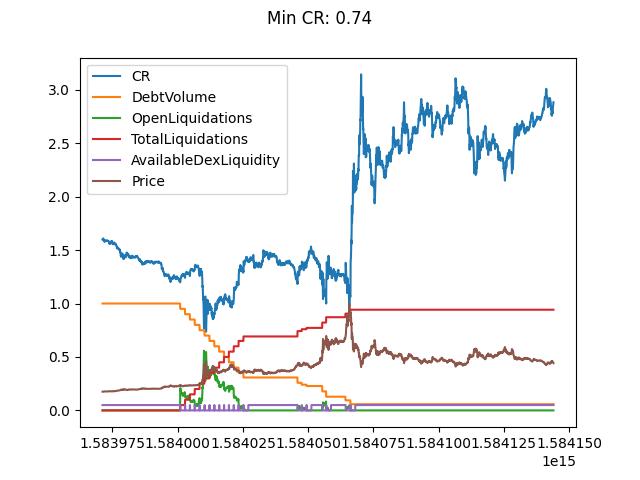 Min CR: 0.74
CR
DebtVolume
OpenLiquidations
TotalLiquidations
AvailableDexLiquidity
Price
3.0
2.5
2.0
1.5
1.0
0.5
0.0
1.583975 1.584000 1.584025 1.584050 1.584075 1.584100 1.584125 1.584150
1e15